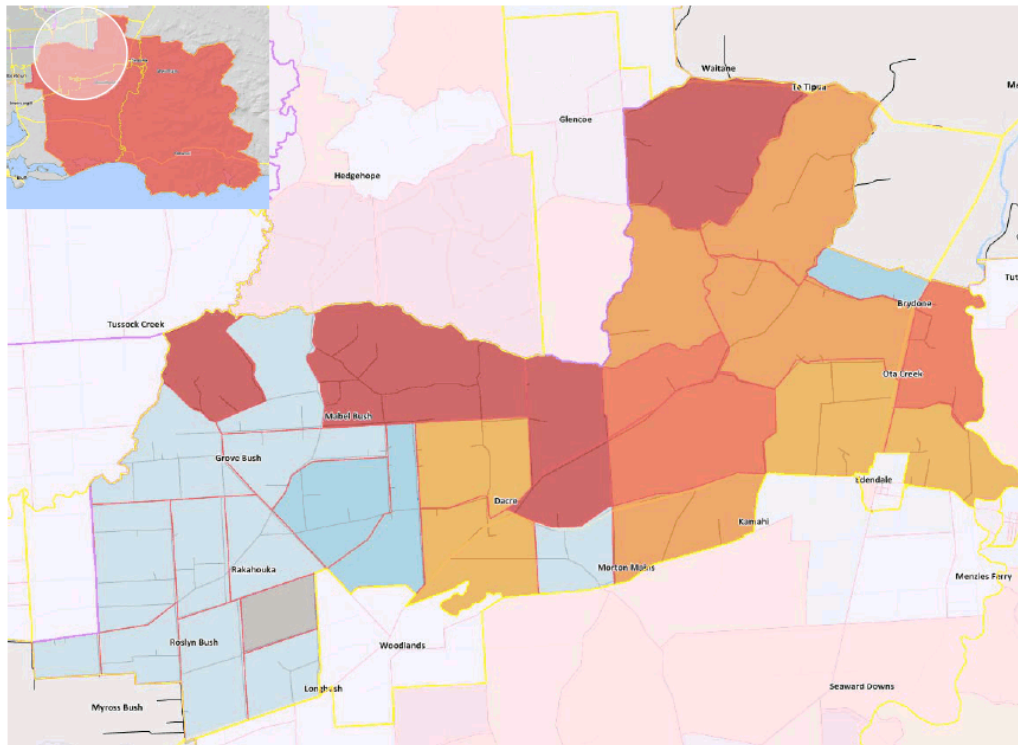 Waitane
Te Tipua
Glencoe
Hedgehope
Brydone
Tussock Creek
Ota Creek
Mabel Bush
Grove Bush
Edendale
Dacre
Kamahi
Rakahouka
Morton Mains
Menzies Ferry
Roslyn Bush
Woodlands
Longbush
Seaward Downs
Myross Bush